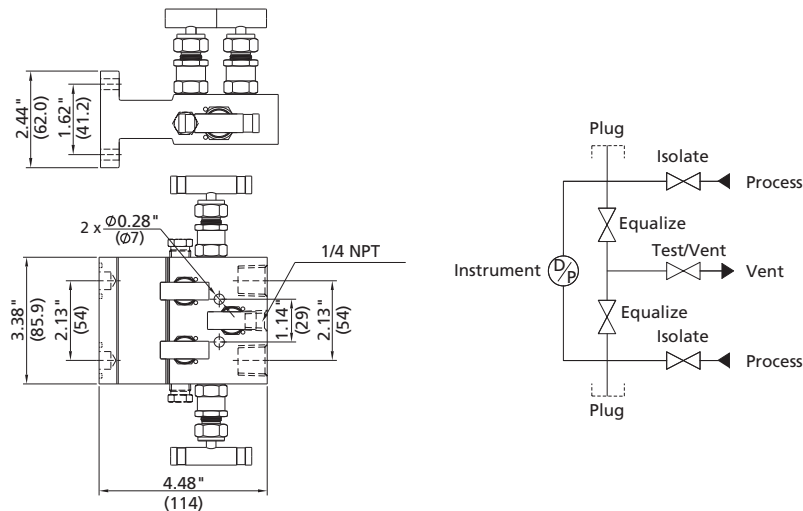 2.44"
(62.0)
1.62"
(41.2)
2 x Ø0.28"
(Ø7)
1/4 NPT
3.38"
(85.9)
2.13"
(54)
1.14"
(29)
2.13"
(54)
4.48"
(114)
Plug
Isolate
Process
Equalize
Test/Vent
Instrument
D/P
Vent
Equalize
Isolate
Process
Plug